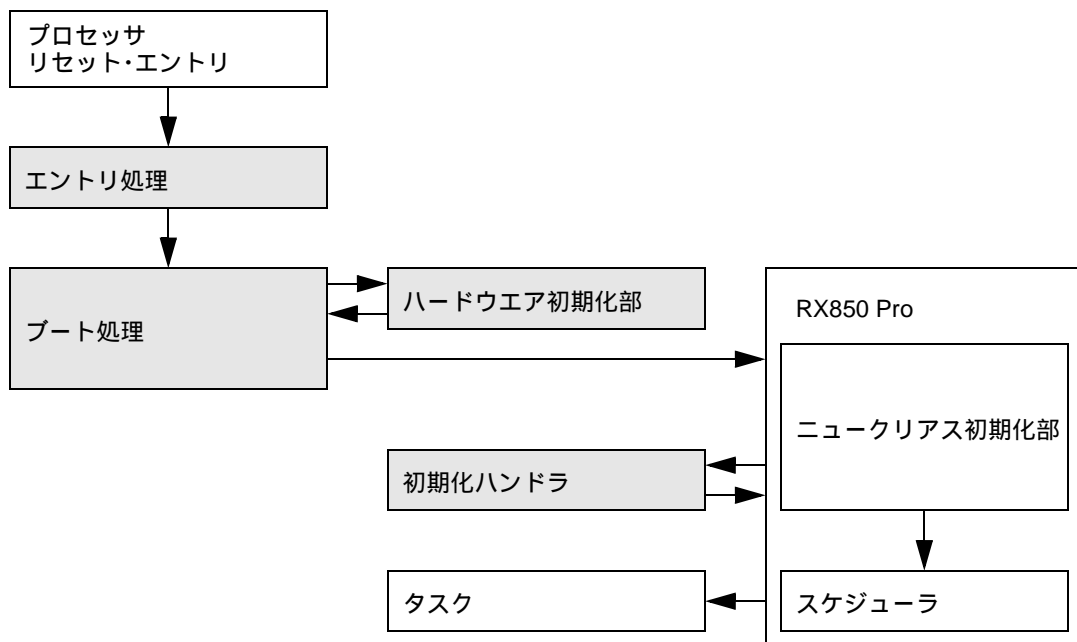 プロセッサ
リセット・エントリ
エントリ処理
ブート処理
ハードウエア初期化部
RX850 Pro
ニュークリアス初期化部
初期化ハンドラ
タスク
スケジューラ